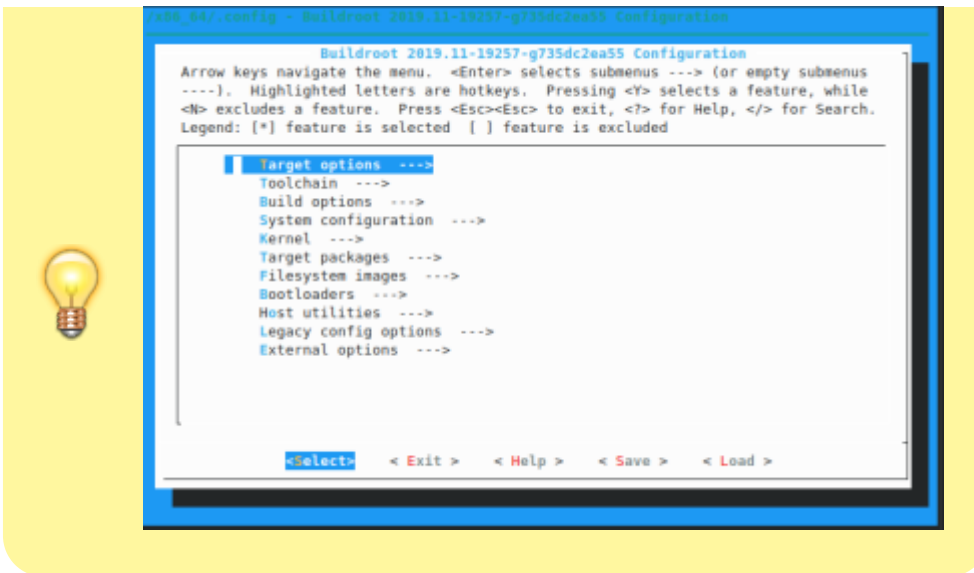 /x86_64/.config - Buildroot 2019.11-19257-g735dc2ea55 Configuration
Buildroot 2019.11-19257-g735dc2ea55 Configuration
Arrow keys navigate the menu.  <Enter> selects submenus ---> (or empty submenus
----).  Highlighted letters are hotkeys.  Pressing <Y> selects a feature, while
<N> excludes a feature.  Press <Esc><Esc> to exit, <?> for Help, </> for Search.
Legend: [*] feature is selected  [ ] feature is excluded
Target options  --->
Toolchain  --->
Build options  --->
System configuration  --->
Kernel  --->
Target packages  --->
Filesystem images  --->
Bootloaders  --->
Host utilities  --->
Legacy config options  --->
External options  --->
<Select>    < Exit >    < Help >    < Save >    < Load >